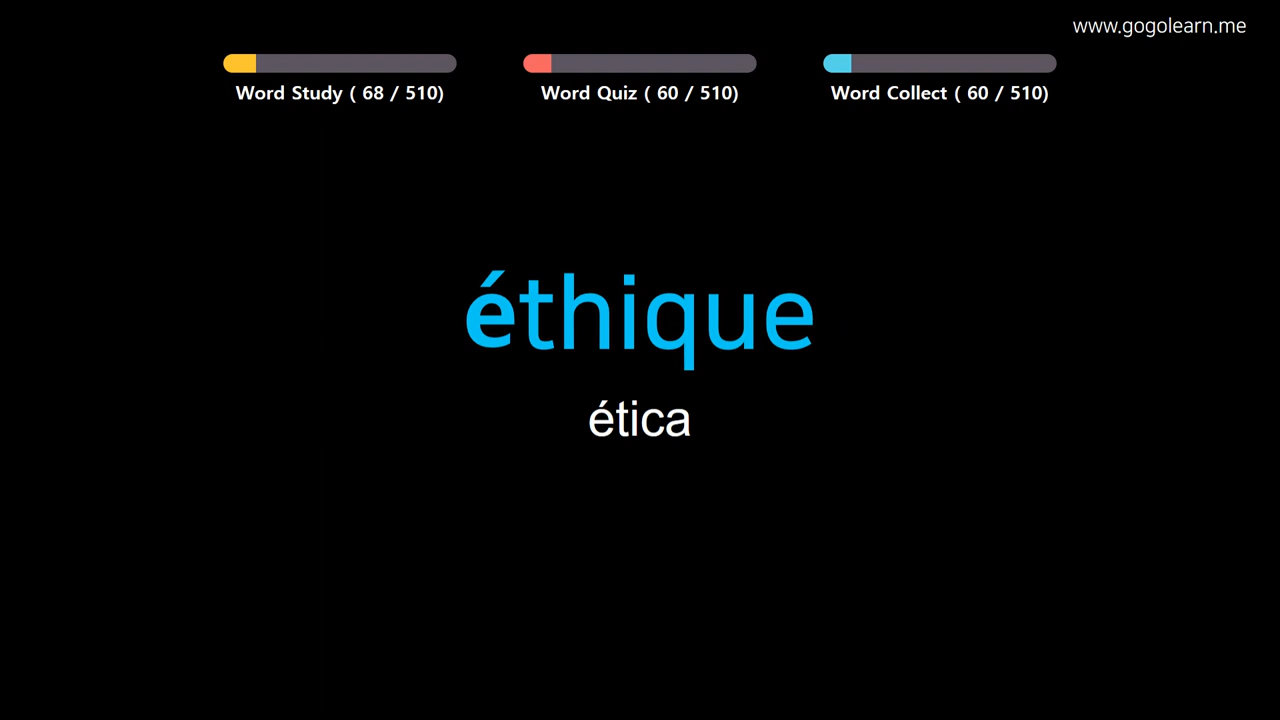 www.gogolearn.me
Word Study ( 68 / 510)
Word Quiz ( 60 / 510)
Word Collect ( 60 / 510)
éthique
ética